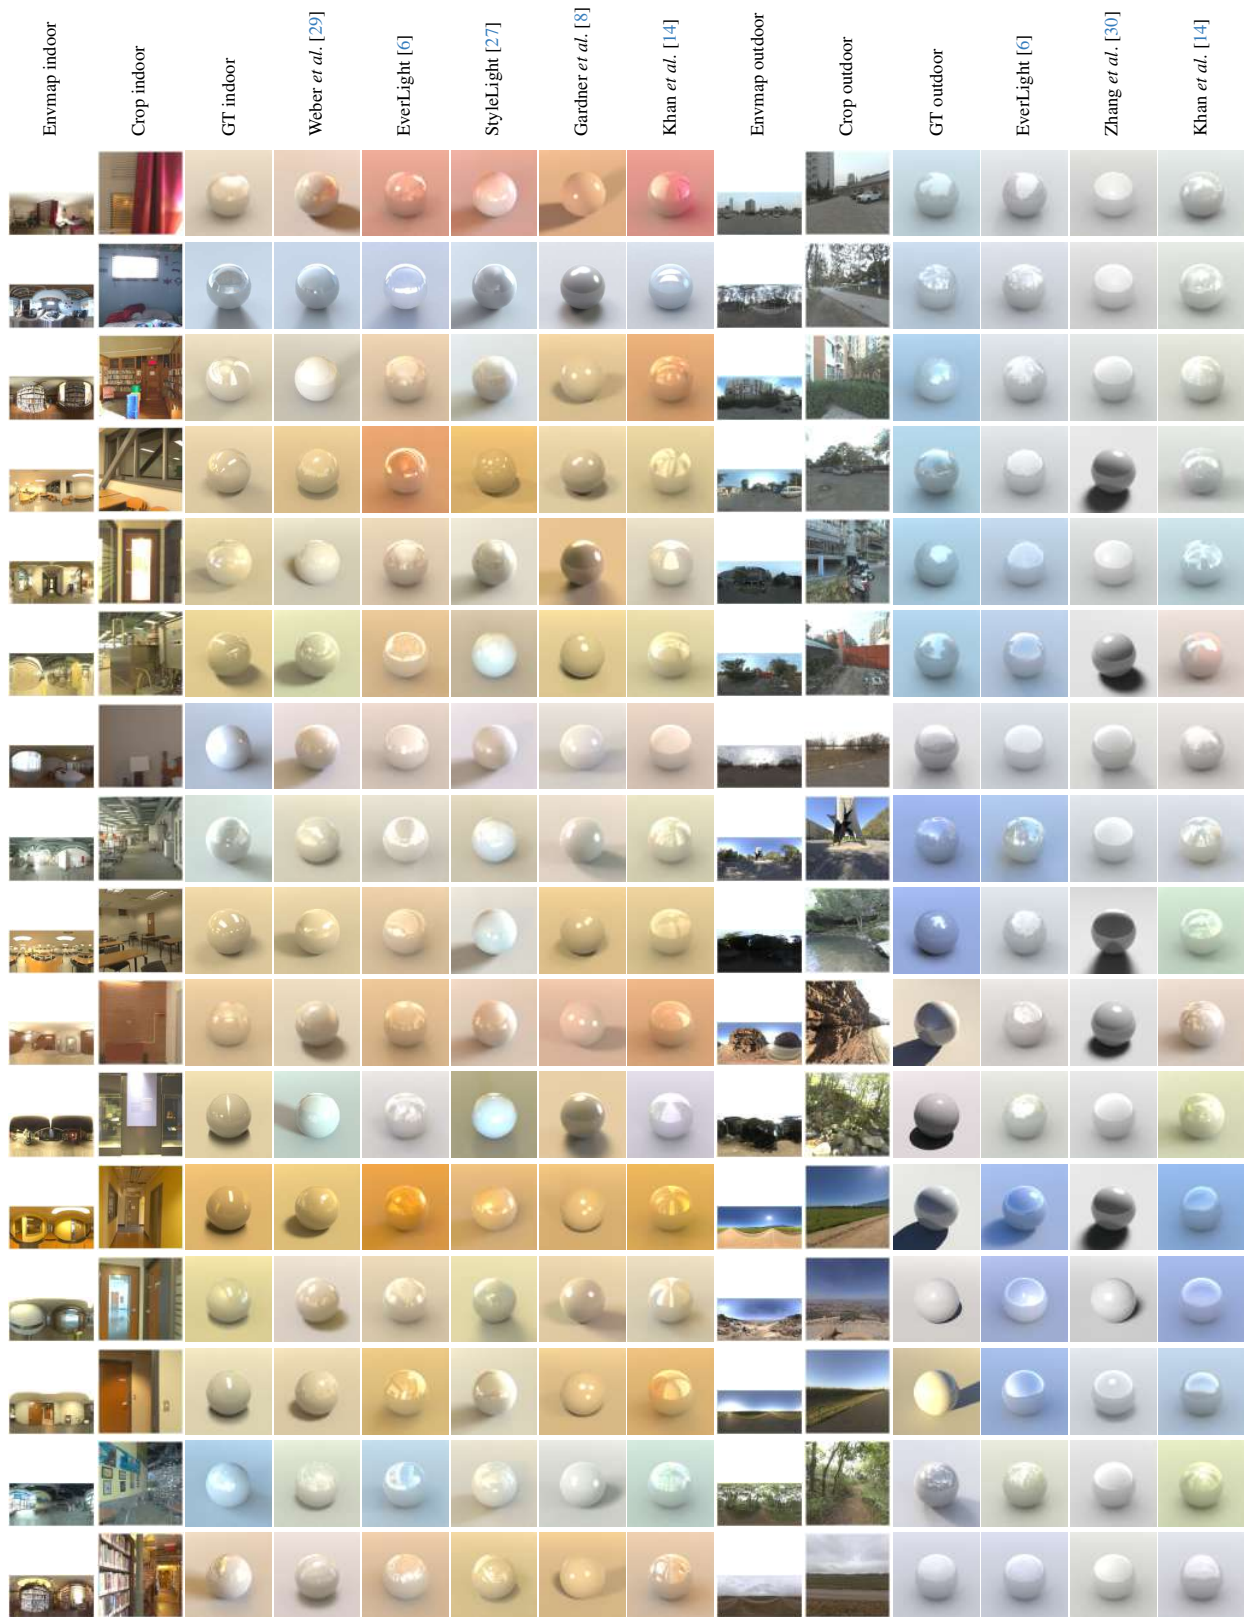 Envmap indoor
Crop indoor
GT indoor
Weber et al. [29]
EverLight [6]
StyleLight [27]
Gardner et al. [8]
Khan et al. [14]
Envmap outdoor
Crop outdoor
GT outdoor
EverLight [6]
Zhang et al. [30]
Khan et al. [14]